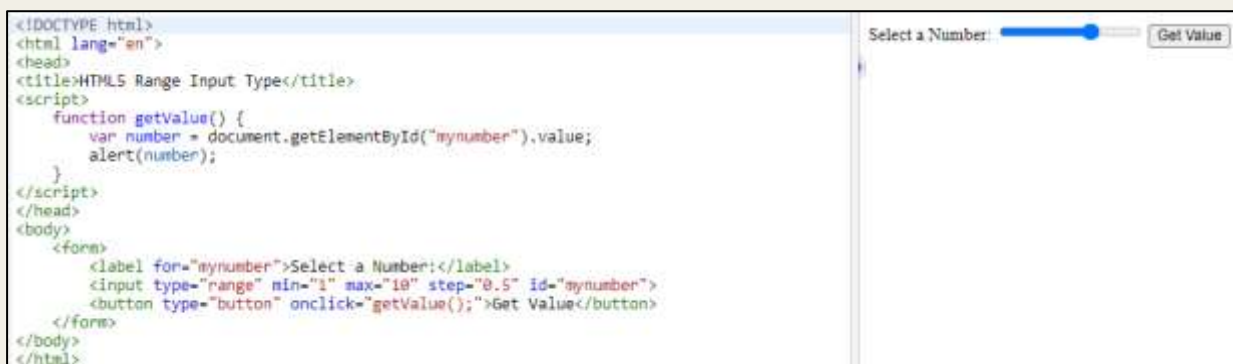 <!DOCTYPE html>
<html lang="en">
<head>
<title>HTML5 Range Input Type</title>
<script>
    function getValue() {
        var number = document.getElementById("mynumber").value;
        alert(number);
    }
</script>
</head>
<body>
    <form>
        <label for="mynumber">Select a Number:</label>
        <input type="range" min="1" max="10" step="0.5" id="mynumber">
        <button type="button" onclick="getValue();">Get Value</button>
    </form>
</body>
</html>
Select a Number: Get Value